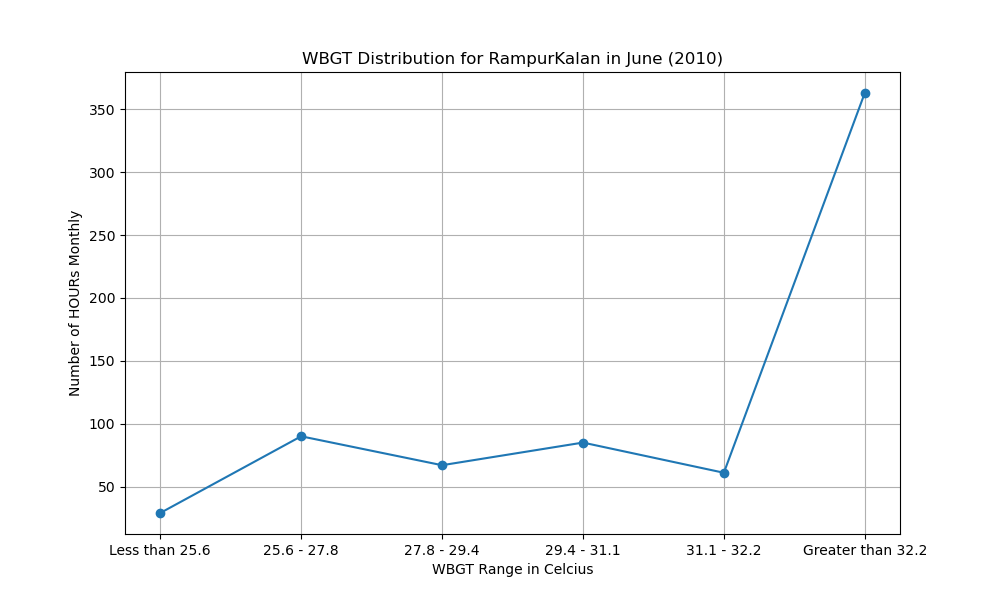 WBGT Distribution for RampurKalan in June (2010)
Number of HOURs Monthly
350
300
250
200
150
100
50
Less than 25.6
25.6 - 27.8
27.8 - 29.4
29.4 - 31.1
31.1 - 32.2
Greater than 32.2
WBGT Range in Celcius